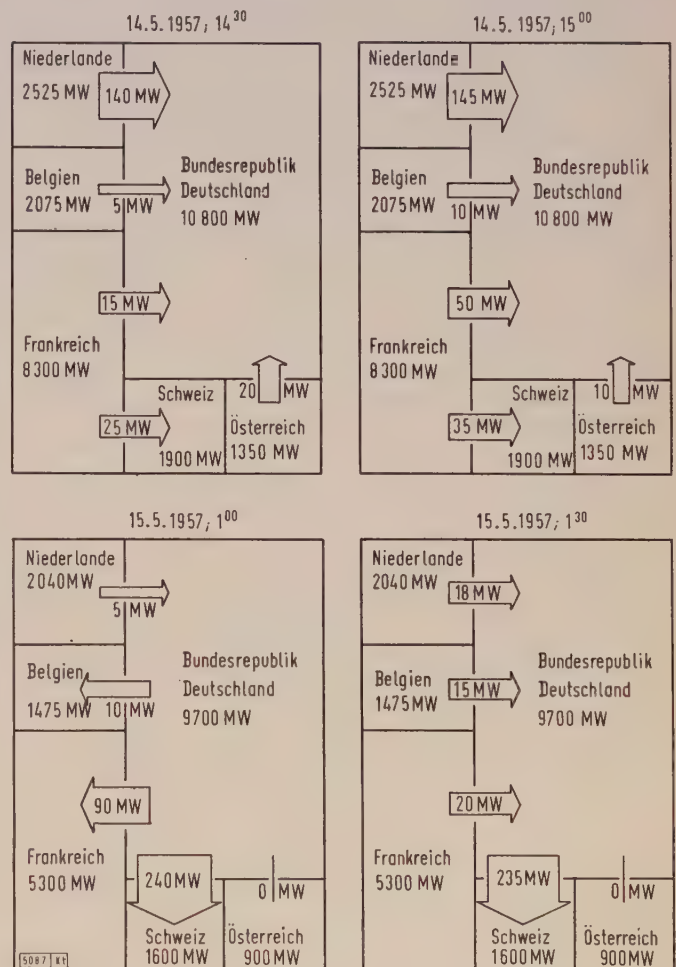 14.5.1957; 14³⁰
Niederlande
2525 MW
140 MW
Belgien
2075 MW
5 MW
Bundesrepublik
Deutschland
10 800 MW
15 MW
Frankreich
8300 MW
25 MW
Schweiz
1900 MW
20 MW
Österreich
1350 MW
14.5.1957; 15⁰⁰
Niederlande
2525 MW
145 MW
Belgien
2075 MW
10 MW
Bundesrepublik
Deutschland
10 800 MW
50 MW
Frankreich
8300 MW
35 MW
Schweiz
1900 MW
10 MW
Österreich
1350 MW
15.5.1957; 1⁰⁰
Niederlande
2040 MW
5 MW
Belgien
1475 MW
10 MW
Bundesrepublik
Deutschland
9700 MW
90 MW
Frankreich
5300 MW
240 MW
0 MW
Schweiz
1600 MW
Österreich
900 MW
5087 Kt
15.5.1957; 1³⁰
Niederlande
2040 MW
18 MW
Belgien
1475 MW
15 MW
Bundesrepublik
Deutschland
9700 MW
20 MW
Frankreich
5300 MW
235 MW
0 MW
Schweiz
1600 MW
Österreich
900 MW